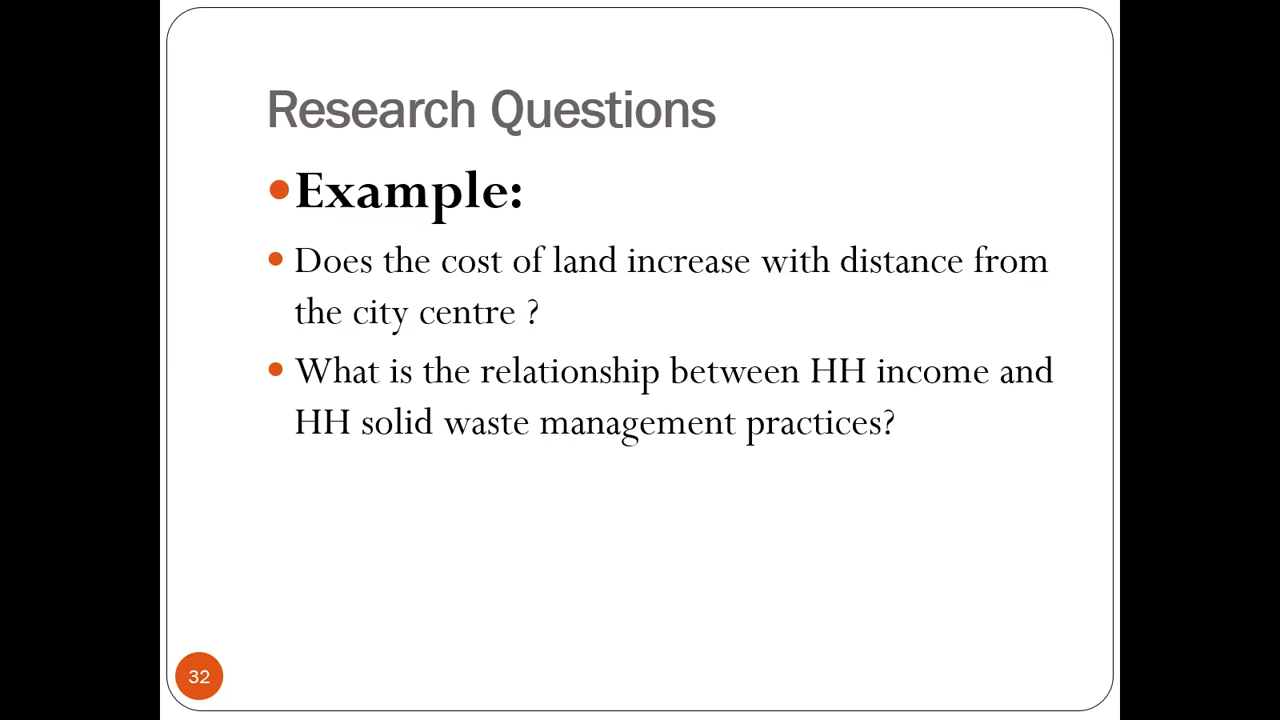 Research Questions
•Example:
• Does the cost of land increase with distance from
the city centre ?
• What is the relationship between HH income and
HH solid waste management practices?
32